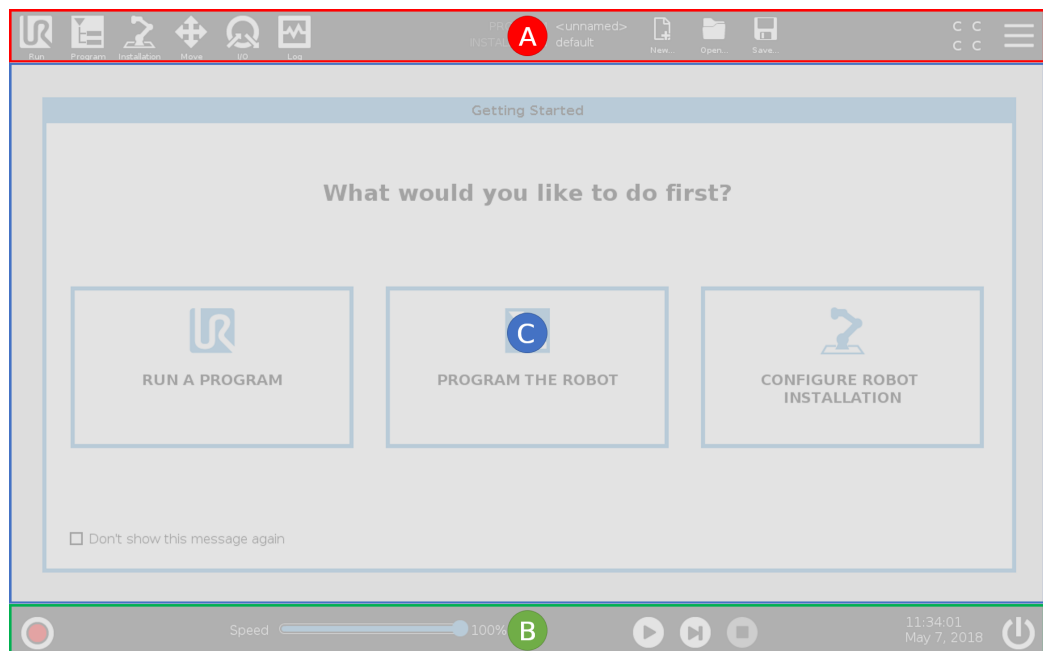 A
PR <unnamed>
INSTAL default
Run Program Installation Move I/O Log New... Open... Save...
C C
C C
Getting Started
What would you like to do first?
C
RUN A PROGRAM
PROGRAM THE ROBOT
CONFIGURE ROBOT
INSTALLATION
Don't show this message again
Speed 100%
B
11:34:01
May 7, 2018